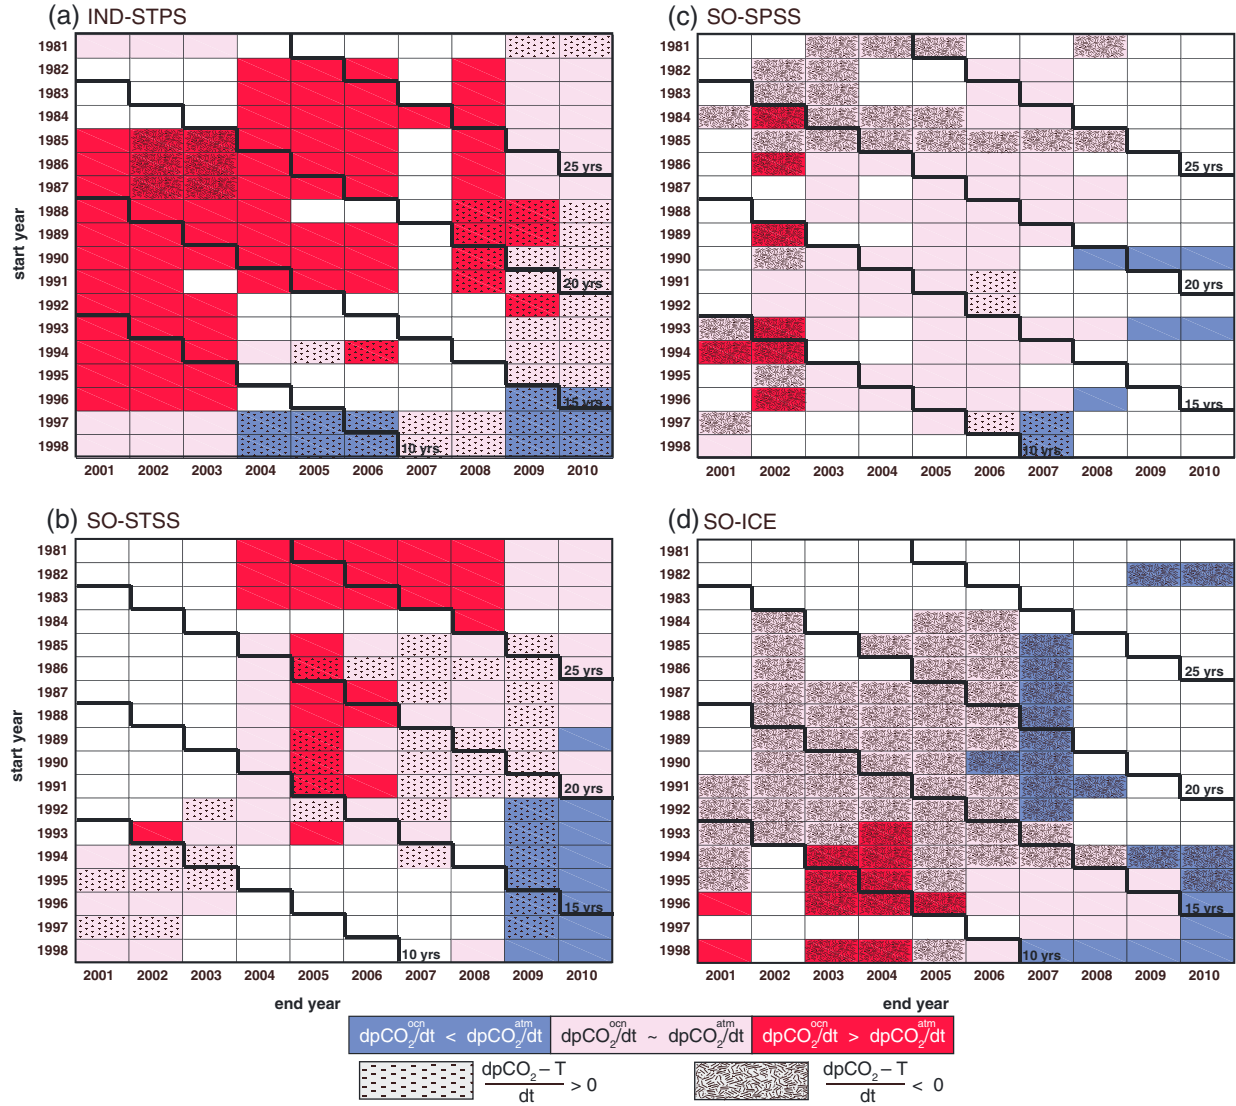 (a) IND-STPS
1981
1982
1983
1984
1985
1986
1987
1988
1989
1990
1991
1992
1993
1994
1995
1996
1997
1998
start year
25 yrs
20 yrs
15 yrs
10 yrs
2001 2002 2003 2004 2005 2006 2007 2008 2009 2010
(c) SO-SPSS
1981
1982
1983
1984
1985
1986
1987
1988
1989
1990
1991
1992
1993
1994
1995
1996
1997
1998
25 yrs
20 yrs
15 yrs
10 yrs
2001 2002 2003 2004 2005 2006 2007 2008 2009 2010
(b) SO-STSS
1981
1982
1983
1984
1985
1986
1987
1988
1989
1990
1991
1992
1993
1994
1995
1996
1997
1998
start year
25 yrs
20 yrs
15 yrs
10 yrs
2001 2002 2003 2004 2005 2006 2007 2008 2009 2010
end year
(d) SO-ICE
1981
1982
1983
1984
1985
1986
1987
1988
1989
1990
1991
1992
1993
1994
1995
1996
1997
1998
25 yrs
20 yrs
15 yrs
10 yrs
2001 2002 2003 2004 2005 2006 2007 2008 2009 2010
end year
dpCO₂ᵒᶜⁿ/dt < dpCO₂ᵃᵗᵐ/dt
dpCO₂ᵒᶜⁿ/dt ~ dpCO₂ᵃᵗᵐ/dt
dpCO₂ᵒᶜⁿ/dt > dpCO₂ᵃᵗᵐ/dt
dpCO₂ – T
dt
> 0
dpCO₂ – T
dt
< 0